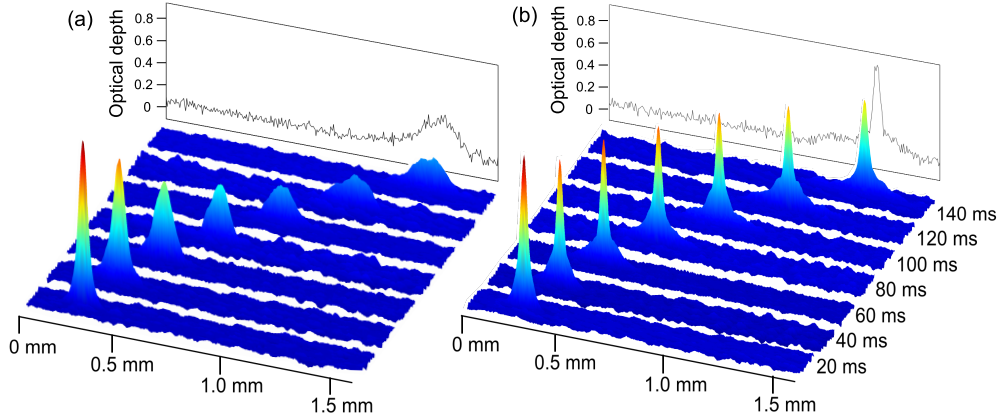 (a)
Optical depth
0.8
0.6
0.4
0.2
0
0 mm
0.5 mm
1.0 mm
1.5 mm
(b)
Optical depth
0.8
0.6
0.4
0.2
0
0 mm
0.5 mm
1.0 mm
1.5 mm
140 ms
120 ms
100 ms
80 ms
60 ms
40 ms
20 ms